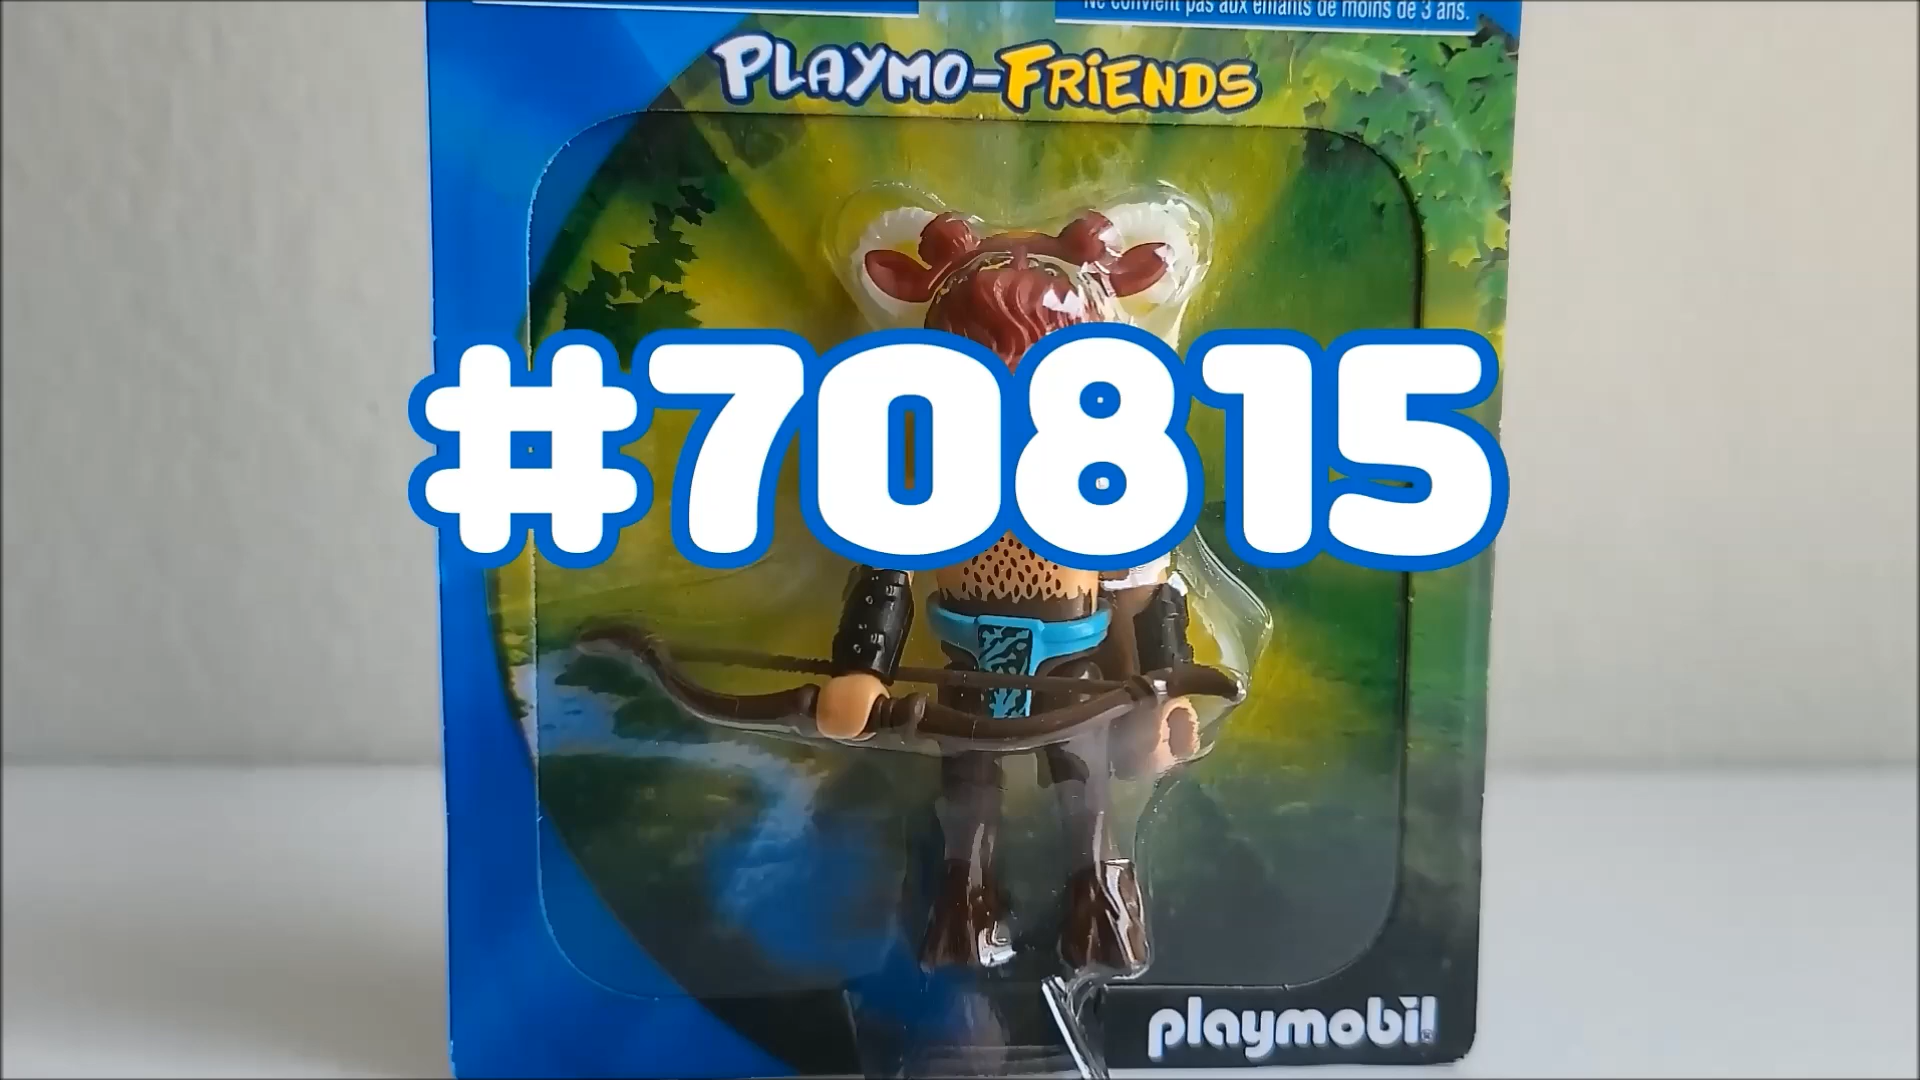 Ne convient pas aux enfants de moins de 3 ans.
PLAYMO-FRIENDS
#70815
playmobil